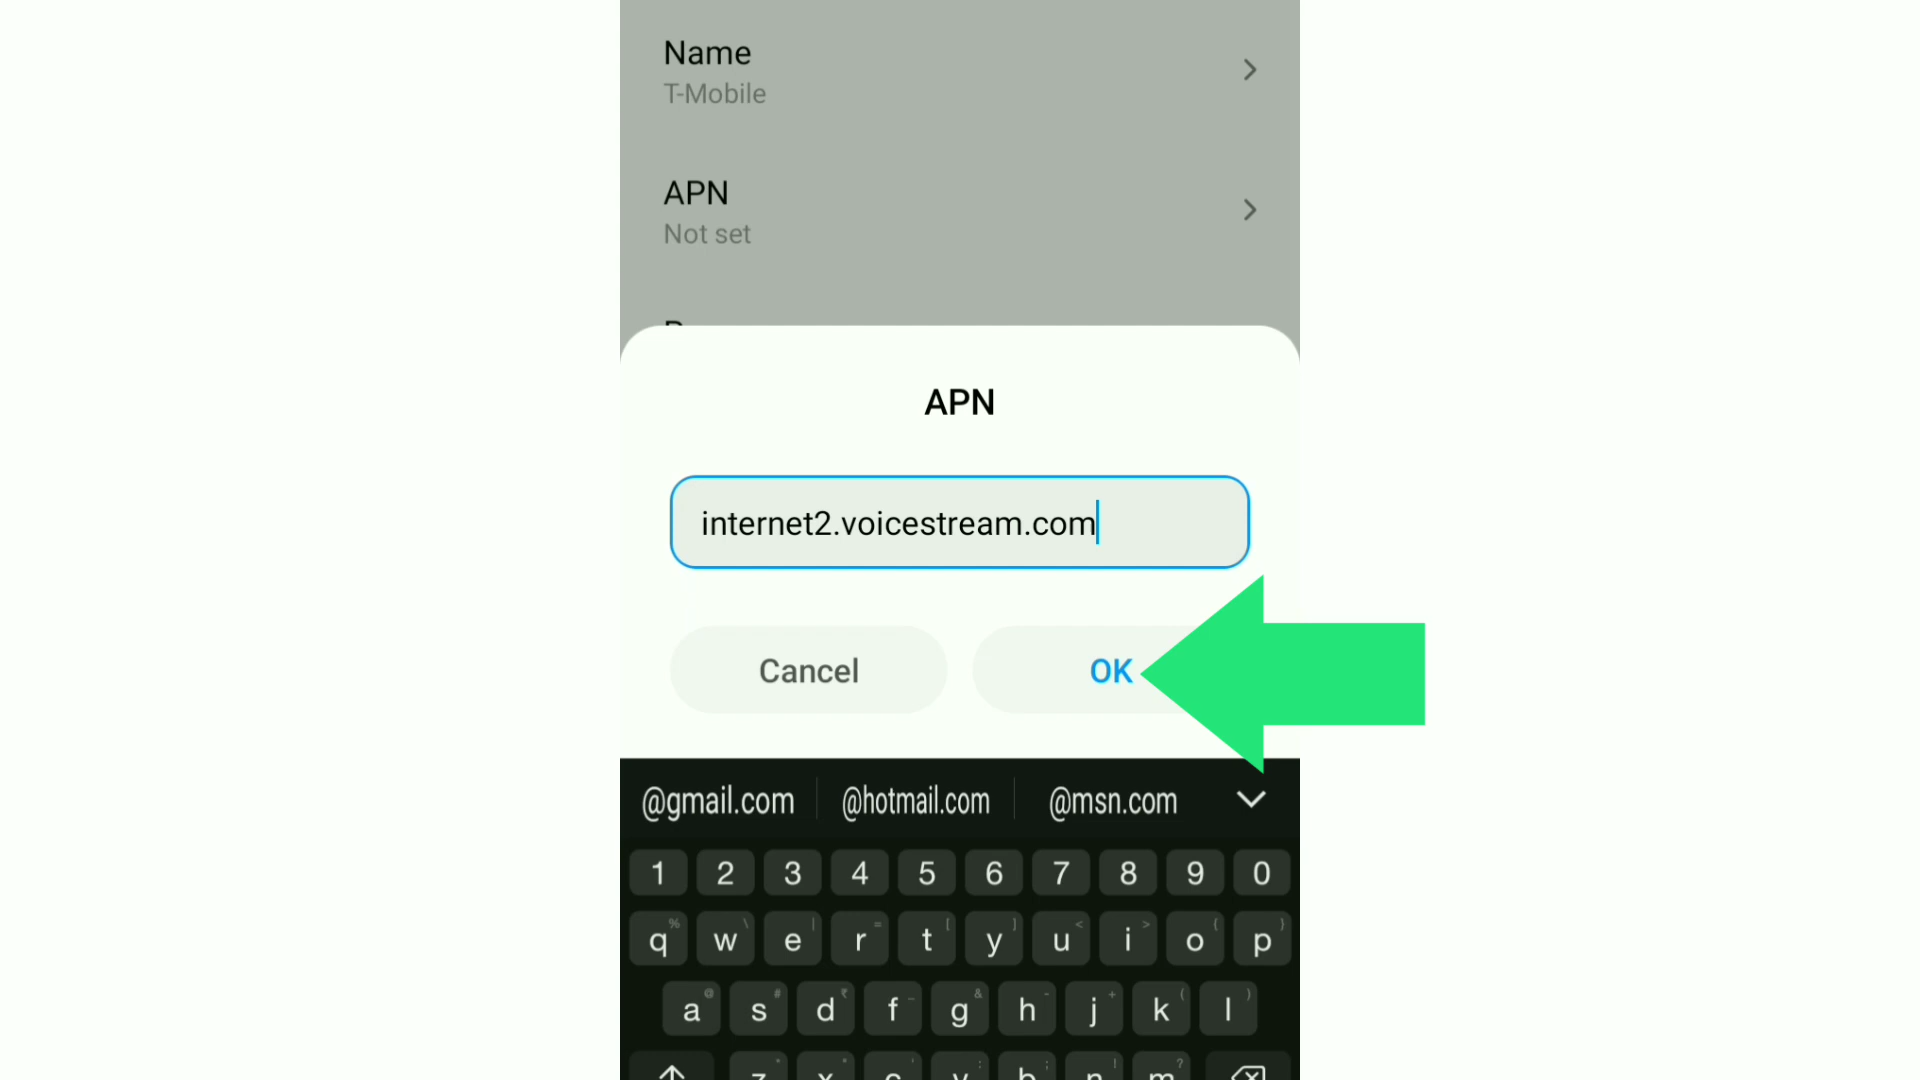 Name
T-Mobile
APN
Not set
APN
internet2.voicestream.com
Cancel
OK
@gmail.com @hotmail.com @msn.com
1 2 3 4 5 6 7 8 9 0
q w e r t y u i o p
a s d f g h j k l
z x c v b n m